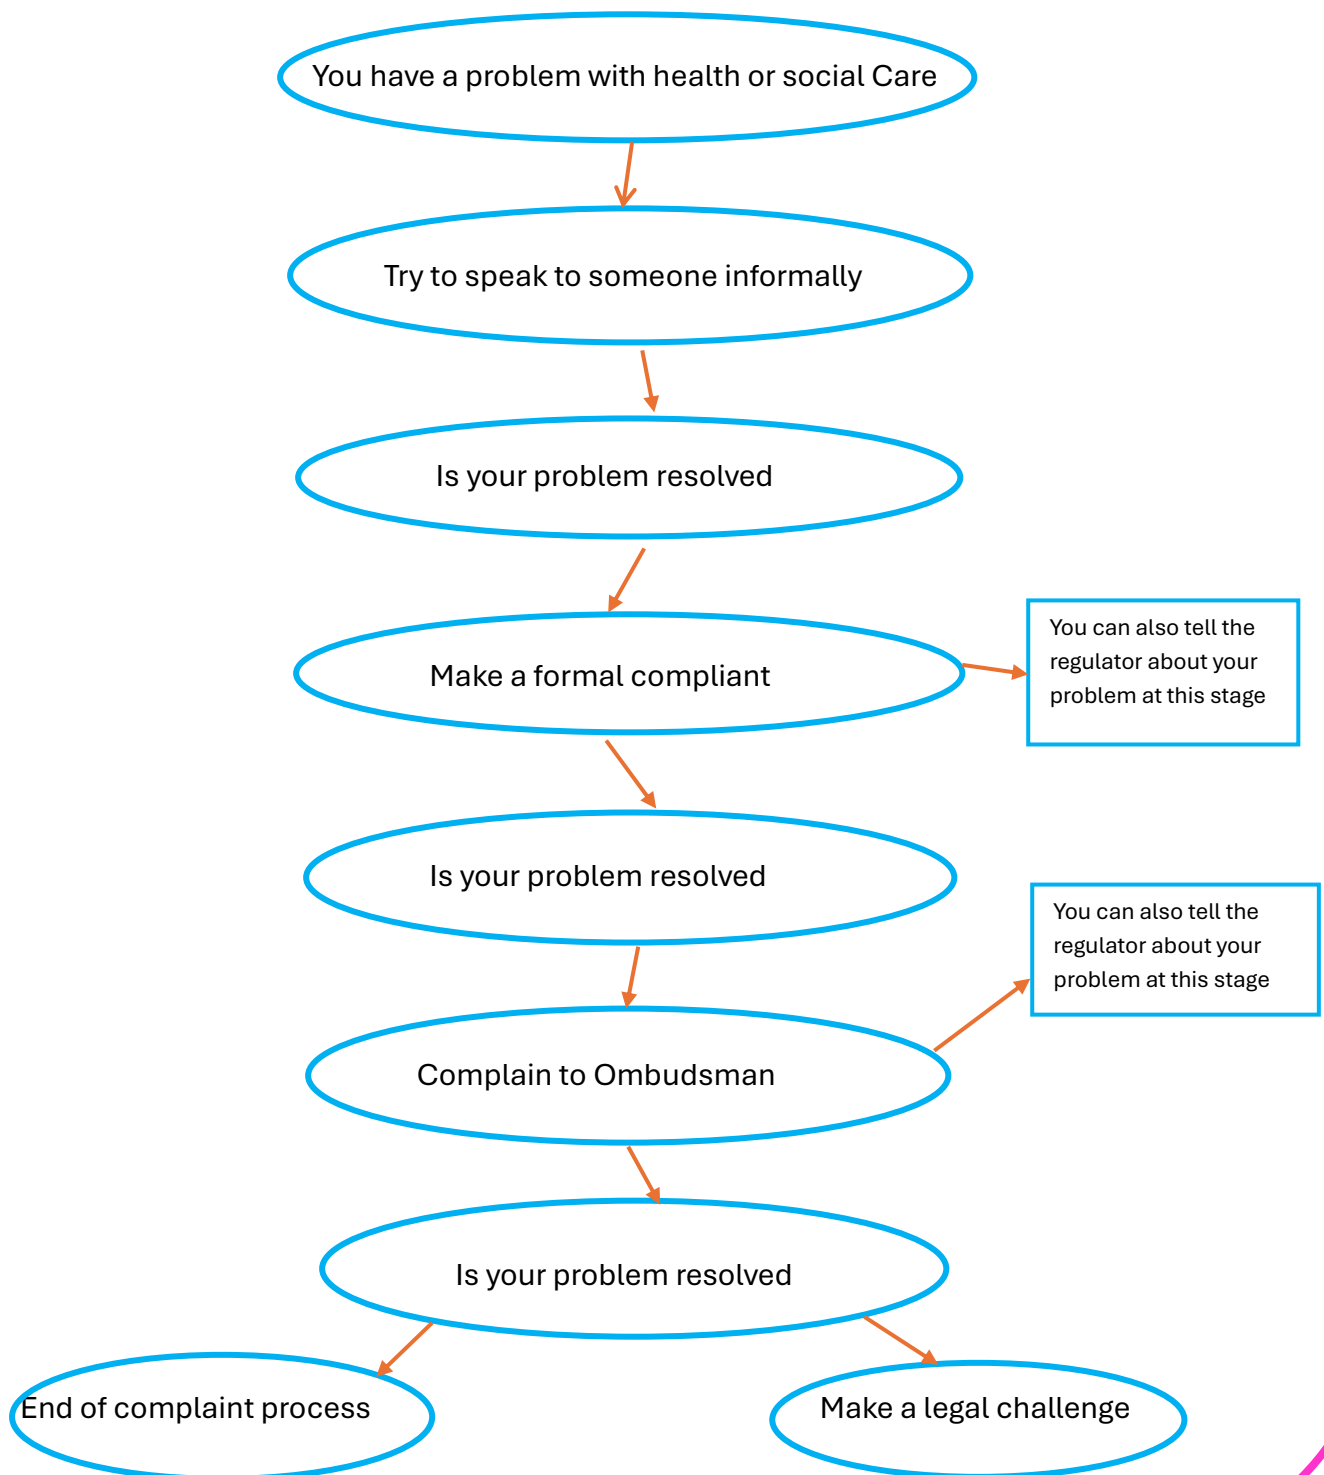 You have a problem with health or social Care
Try to speak to someone informally
Is your problem resolved
Make a formal compliant
You can also tell the
regulator about your
problem at this stage
Is your problem resolved
You can also tell the
regulator about your
problem at this stage
Complain to Ombudsman
Is your problem resolved
End of complaint process
Make a legal challenge